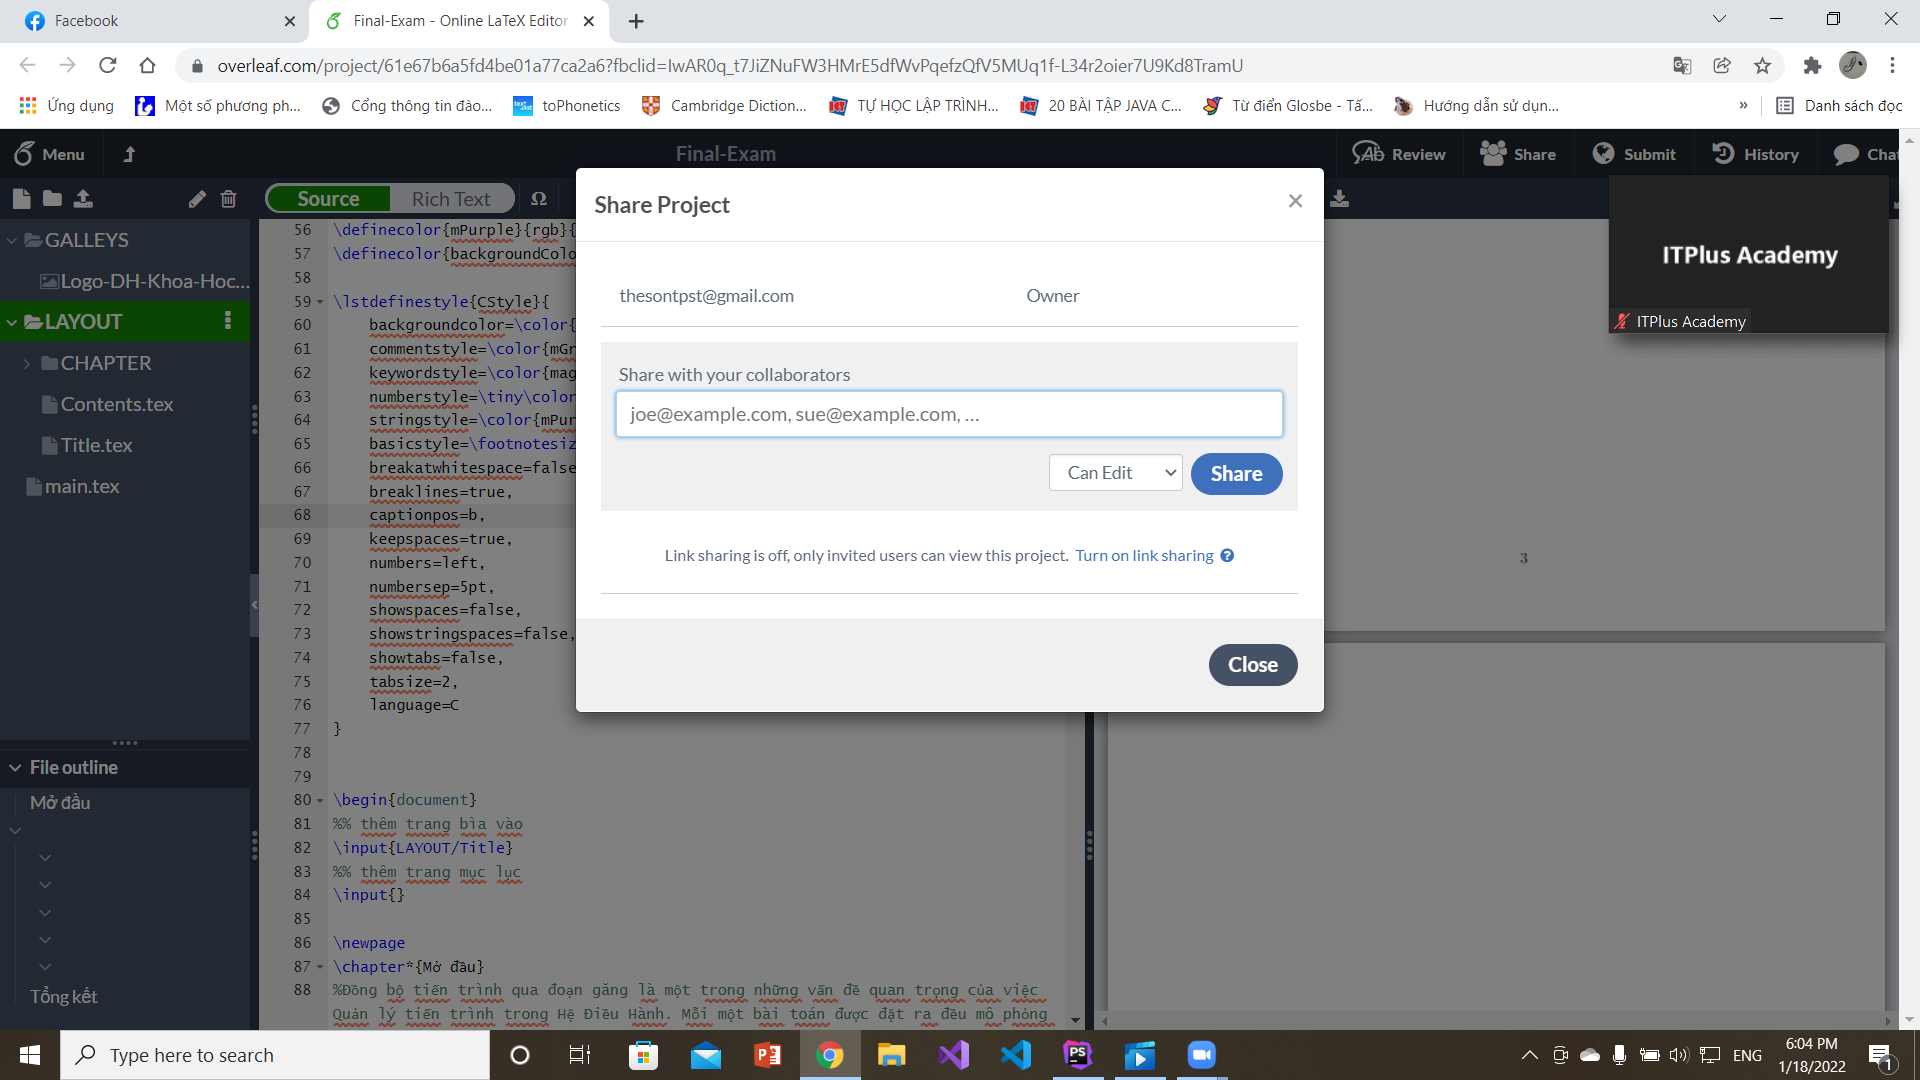 Facebook
Final-Exam - Online LaTeX Editor
overleaf.com/project/61e67b6a5fd4be01a77ca2a6?fbclid=IwAR0q_t7JiZNuFW3HMrE5dfWvPqefzQfV5MUq1f-L34r2oier7U9Kd8TramU
Ứng dụng
Một số phương ph...
Cổng thông tin đào...
toPhonetics
Cambridge Diction...
TỰ HỌC LẬP TRÌNH...
20 BÀI TẬP JAVA C...
Từ điển Glosbe - Tấ...
Hướng dẫn sử dụn...
»
Danh sách đọc
Menu
Final-Exam
Review
Share
Submit
History
Chat
Source
Rich Text
Ω
GALLEYS
Logo-DH-Khoa-Hoc...
LAYOUT
CHAPTER
Contents.tex
Title.tex
main.tex
File outline
Mở đầu
Tổng kết
56 \definecolor{mPurple}{rgb}{
57 \definecolor{backgroundColo
58
59 \lstdefinestyle{CStyle}{
60 backgroundcolor=\color{
61 commentstyle=\color{mGr
62 keywordstyle=\color{mag
63 numberstyle=\tiny\color
64 stringstyle=\color{mPur
65 basicstyle=\footnotesiz
66 breakatwhitespace=false
67 breaklines=true,
68 captionpos=b,
69 keepspaces=true,
70 numbers=left,
71 numbersep=5pt,
72 showspaces=false,
73 showstringspaces=false,
74 showtabs=false,
75 tabsize=2,
76 language=C
77 }
78
79
80 \begin{document}
81 %% thêm trang bìa vào
82 \input{LAYOUT/Title}
83 %% thêm trang mục lục
84 \input{}
85
86 \newpage
87 \chapter*{Mở đầu}
88 %Đồng bộ tiến trình qua đoạn găng là một trong những vấn đề quan trọng của việc
Quản lý tiến trình trong Hệ Điều Hành. Mỗi một bài toán được đặt ra đều mô phỏng
Share Project
×
thesontpst@gmail.com
Owner
Share with your collaborators
joe@example.com, sue@example.com, …
Can Edit
Share
Link sharing is off, only invited users can view this project. Turn on link sharing
Close
ITPlus Academy
ITPlus Academy
3
Type here to search
ENG
6:04 PM
1/18/2022
1